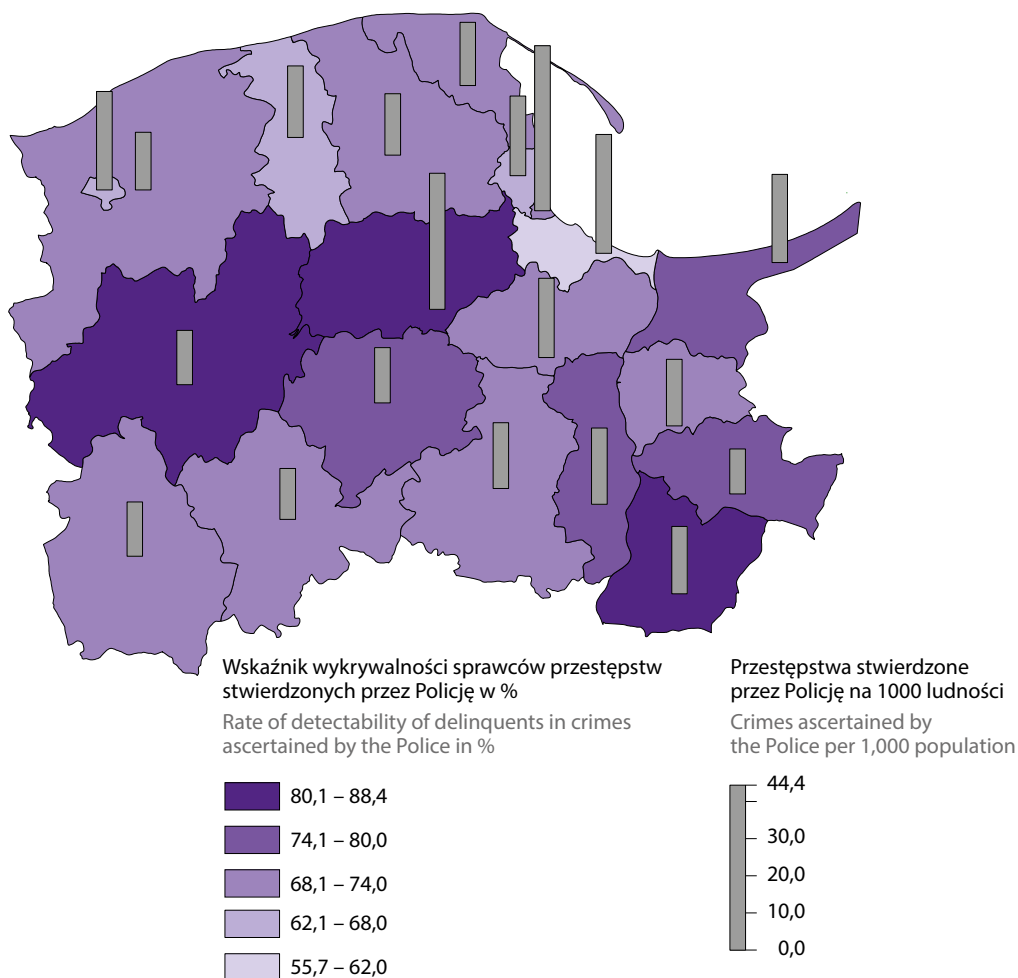 Wskaźnik wykrywalności sprawców przestępstw
stwierdzonych przez Policję w %
Rate of detectability of delinquents in crimes
ascertained by the Police in %
80,1 – 88,4
74,1 – 80,0
68,1 – 74,0
62,1 – 68,0
55,7 – 62,0
Przestępstwa stwierdzone
przez Policję na 1000 ludności
Crimes ascertained by
the Police per 1,000 population
44,4
30,0
20,0
10,0
0,0